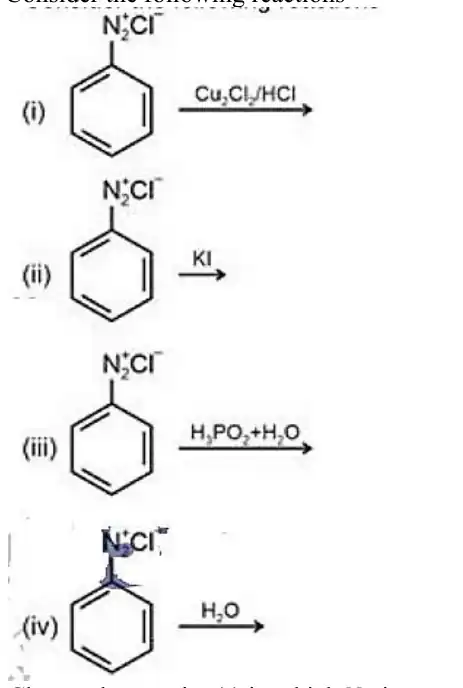 Consider the following reactions
N₂⁺Cl⁻
(i)
Cu₂Cl₂/HCl
N₂⁺Cl⁻
(ii)
KI
N₂⁺Cl⁻
(iii)
H₃PO₂+H₂O
N₂⁺Cl⁻
(iv)
H₂O